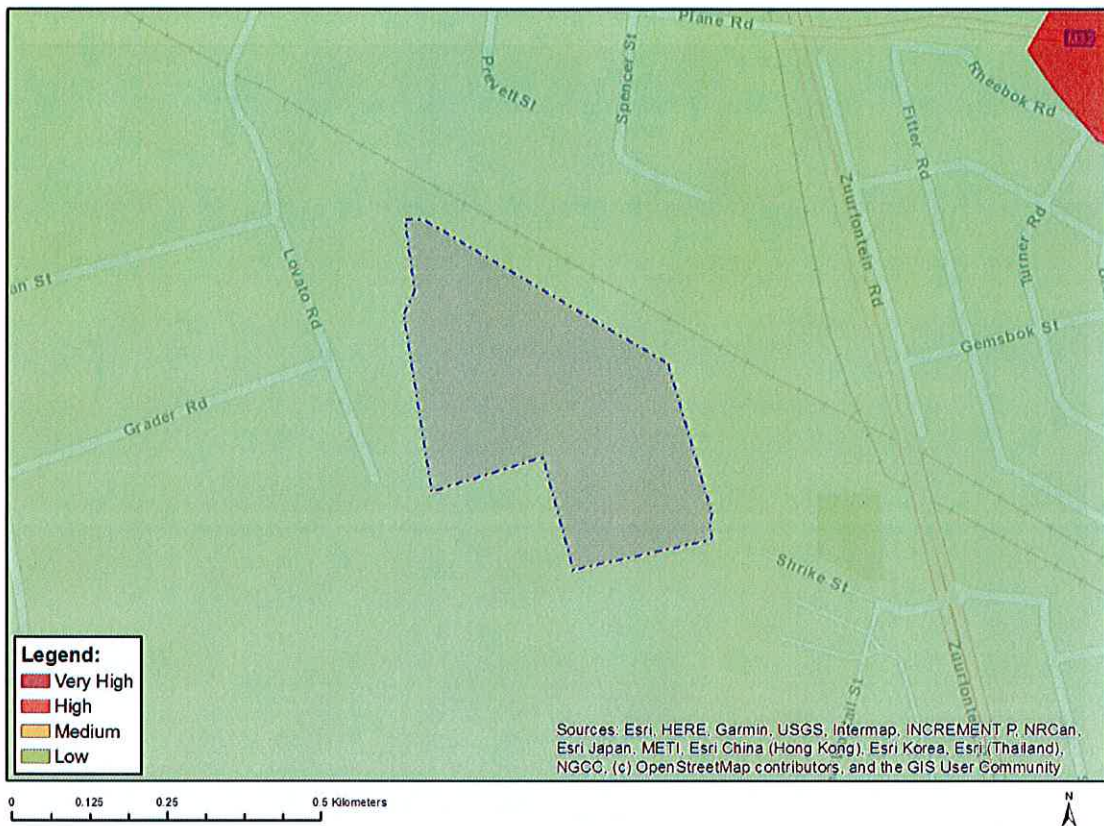 Plane Rd
Prevett St
Spencer St
Rheebok Rd
Fitter Rd
Zuurfontein Rd
Turner Rd
an St
Lovato Rd
Gemsbok St
Grader Rd
Shrike St
Zuurfontein
ail St
Legend:
Very High
High
Medium
Low
Sources: Esri, HERE, Garmin, USGS, Intermap, INCREMENT P, NRCan,
Esri Japan, METI, Esri China (Hong Kong), Esri Korea, Esri (Thailand),
NGCC, (c) OpenStreetMap contributors, and the GIS User Community
0 0.125 0.25 0.5 Kilometers
N